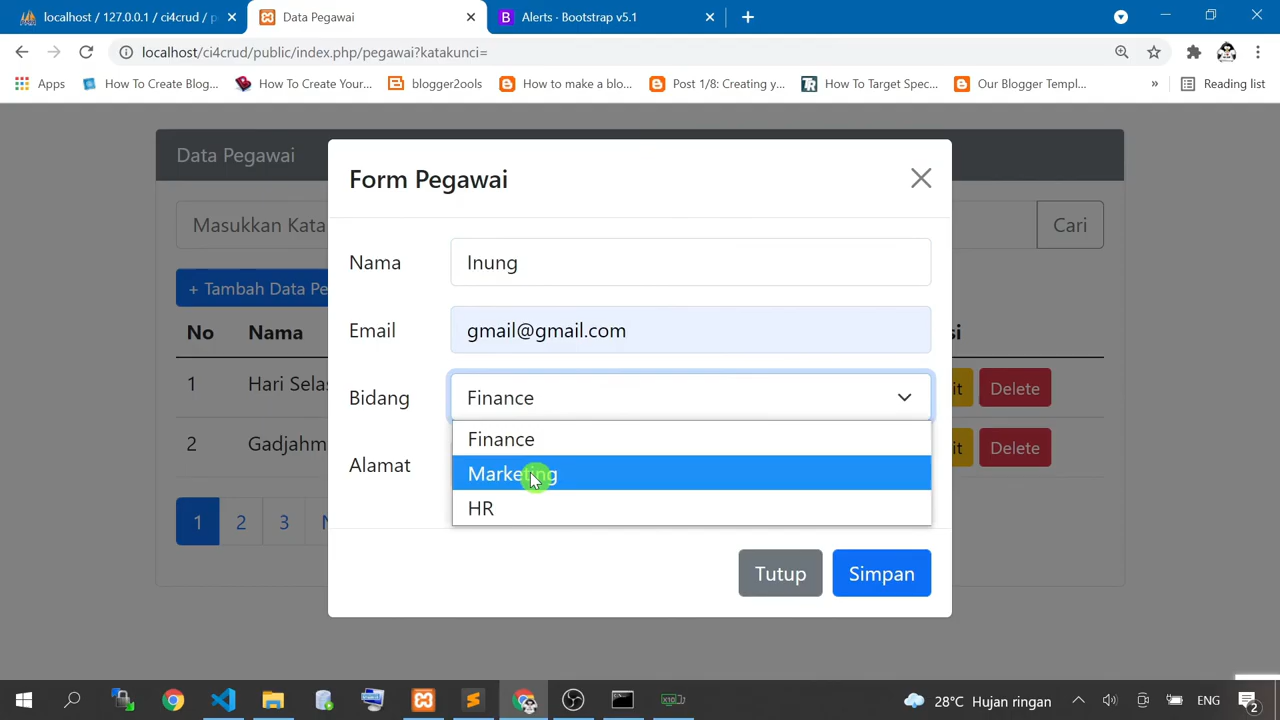 localhost / 127.0.0.1 / ci4crud / p
Data Pegawai
Alerts · Bootstrap v5.1
localhost/ci4crud/public/index.php/pegawai?katakunci=
Apps
How To Create Blog...
How To Create Your...
blogger2ools
How to make a blo...
Post 1/8: Creating y...
How To Target Spec...
Our Blogger Templ...
»
Reading list
Data Pegawai
Form Pegawai
Masukkan Kata
Cari
Nama
Inung
+ Tambah Data Pe
Email
gmail@gmail.com
No
Nama
si
1
Hari Selas
it
Delete
Bidang
Finance
Finance
Marketing
HR
2
Gadjahm
it
Delete
Alamat
1
2
3
N
Tutup
Simpan
28°C
Hujan ringan
ENG
2